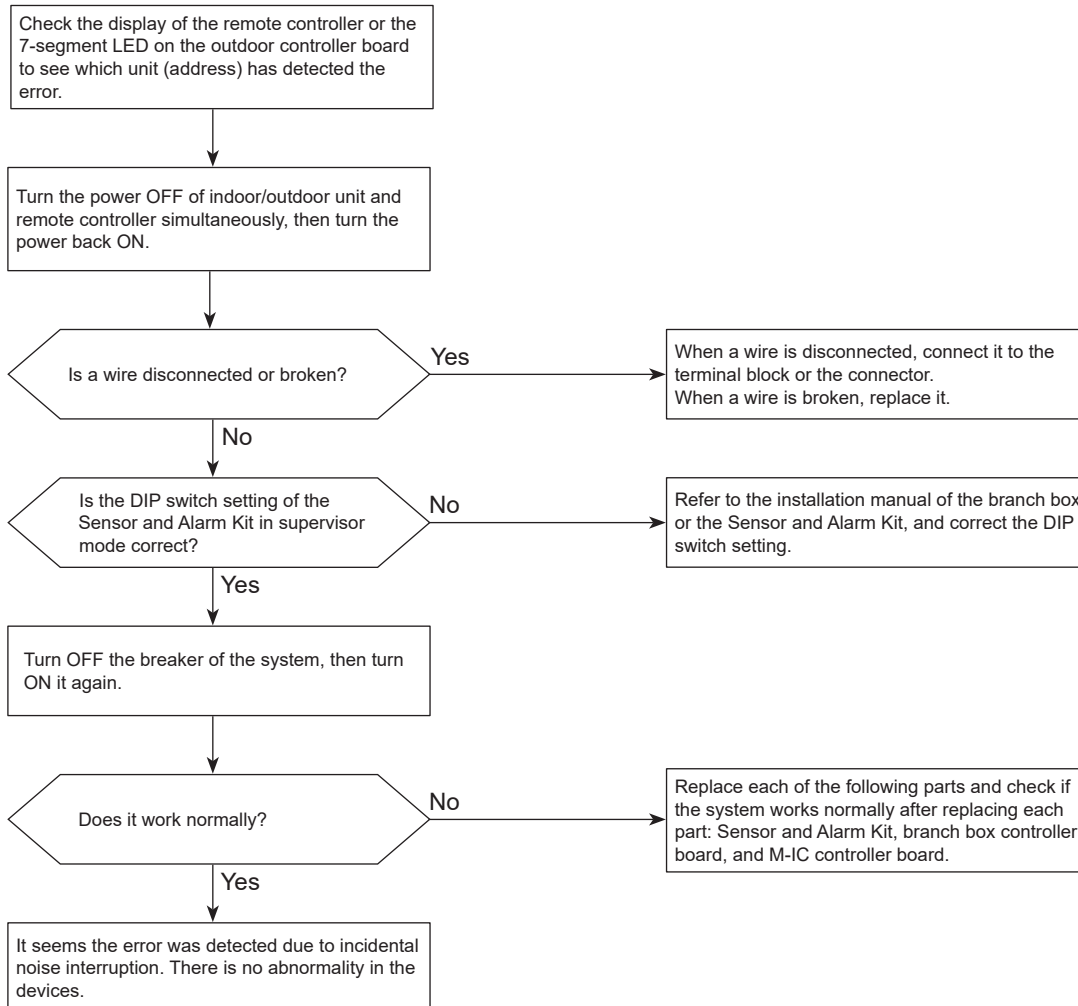 Check the display of the remote controller or the
7-segment LED on the outdoor controller board
to see which unit (address) has detected the
error.
Turn the power OFF of indoor/outdoor unit and
remote controller simultaneously, then turn the
power back ON.
Is a wire disconnected or broken?
Yes
When a wire is disconnected, connect it to the
terminal block or the connector.
When a wire is broken, replace it.
No
Is the DIP switch setting of the
Sensor and Alarm Kit in supervisor
mode correct?
No
Refer to the installation manual of the branch box
or the Sensor and Alarm Kit, and correct the DIP
switch setting.
Yes
Turn OFF the breaker of the system, then turn
ON it again.
Does it work normally?
No
Replace each of the following parts and check if
the system works normally after replacing each
part: Sensor and Alarm Kit, branch box controller
board, and M-IC controller board.
Yes
It seems the error was detected due to incidental
noise interruption. There is no abnormality in the
devices.